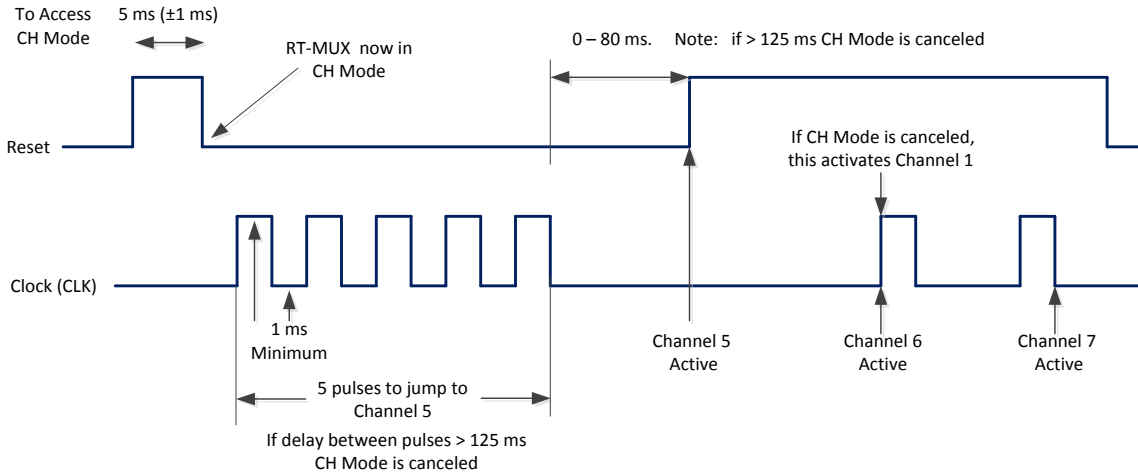 To Access
CH Mode
5 ms (±1 ms)
RT-MUX now in
CH Mode
0 – 80 ms. Note: if > 125 ms CH Mode is canceled
Reset
If CH Mode is canceled,
this activates Channel 1
Clock (CLK)
1 ms
Minimum
Channel 5
Active
Channel 6
Active
Channel 7
Active
5 pulses to jump to
Channel 5
If delay between pulses > 125 ms
CH Mode is canceled